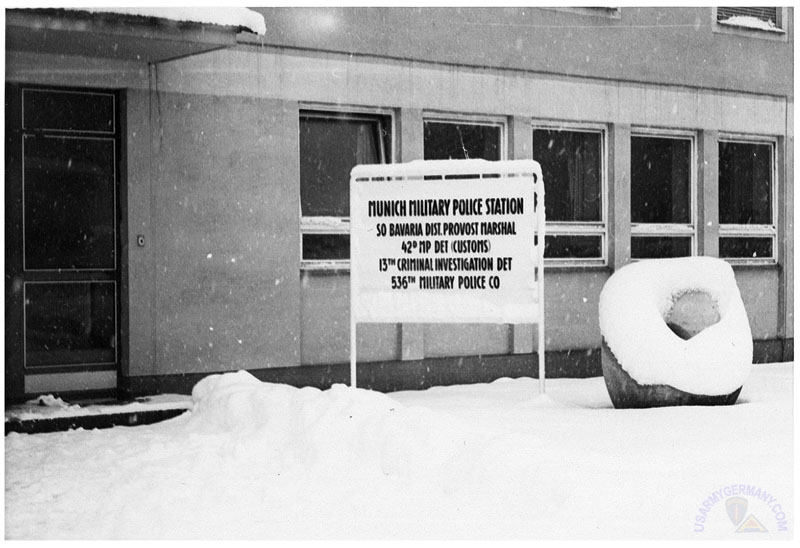 MUNICH MILITARY POLICE STATION
SO BAVARIA DIST. PROVOST MARSHAL
42D MP DET (CUSTOMS)
13TH CRIMINAL INVESTIGATION DET
536TH MILITARY POLICE CO
USARMYGERMANY.COM